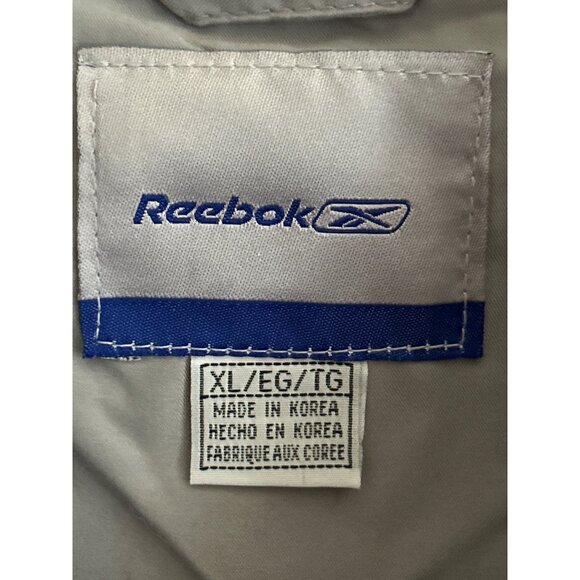 Reebok
XL/EG/TG
MADE IN KOREA
HECHO EN KOREA
FABRIQUE AUX COREE